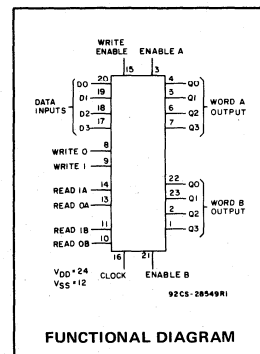 WRITE
ENABLE ENABLE A
15 3
D0 20 4 Q0
D1 19 5 Q1
DATA INPUTS D2 18 6 Q2 WORD A OUTPUT
D3 17 7 Q3
WRITE 0 8
WRITE 1 9
READ 1A 14
READ 0A 13
22 Q0
23 Q1
2 Q2
1 Q3
WORD B
OUTPUT
READ 1B 11
READ 0B 10
16 21
VDD = 24
VSS = 12
CLOCK ENABLE B
92CS-28549R1
FUNCTIONAL DIAGRAM